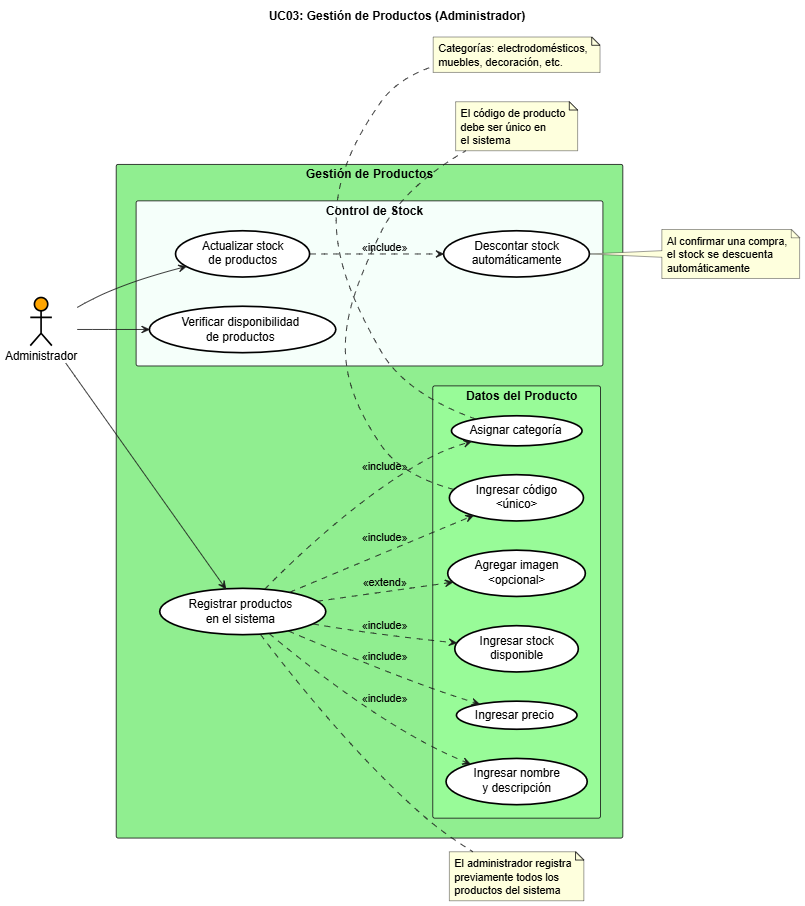 UC03: Gestión de Productos (Administrador)
Categorías: electrodomésticos,
muebles, decoración, etc.
El código de producto
debe ser único en
el sistema
Gestión de Productos
Control de Stock
Actualizar stock
de productos
«include»
Descontar stock
automáticamente
Al confirmar una compra,
el stock se descuenta
automáticamente
Verificar disponibilidad
de productos
Administrador
Datos del Producto
Asignar categoría
«include»
Ingresar código
<único>
«include»
Agregar imagen
<opcional>
«extend»
Registrar productos
en el sistema
«include»
Ingresar stock
disponible
«include»
Ingresar precio
«include»
Ingresar nombre
y descripción
El administrador registra
previamente todos los
productos del sistema